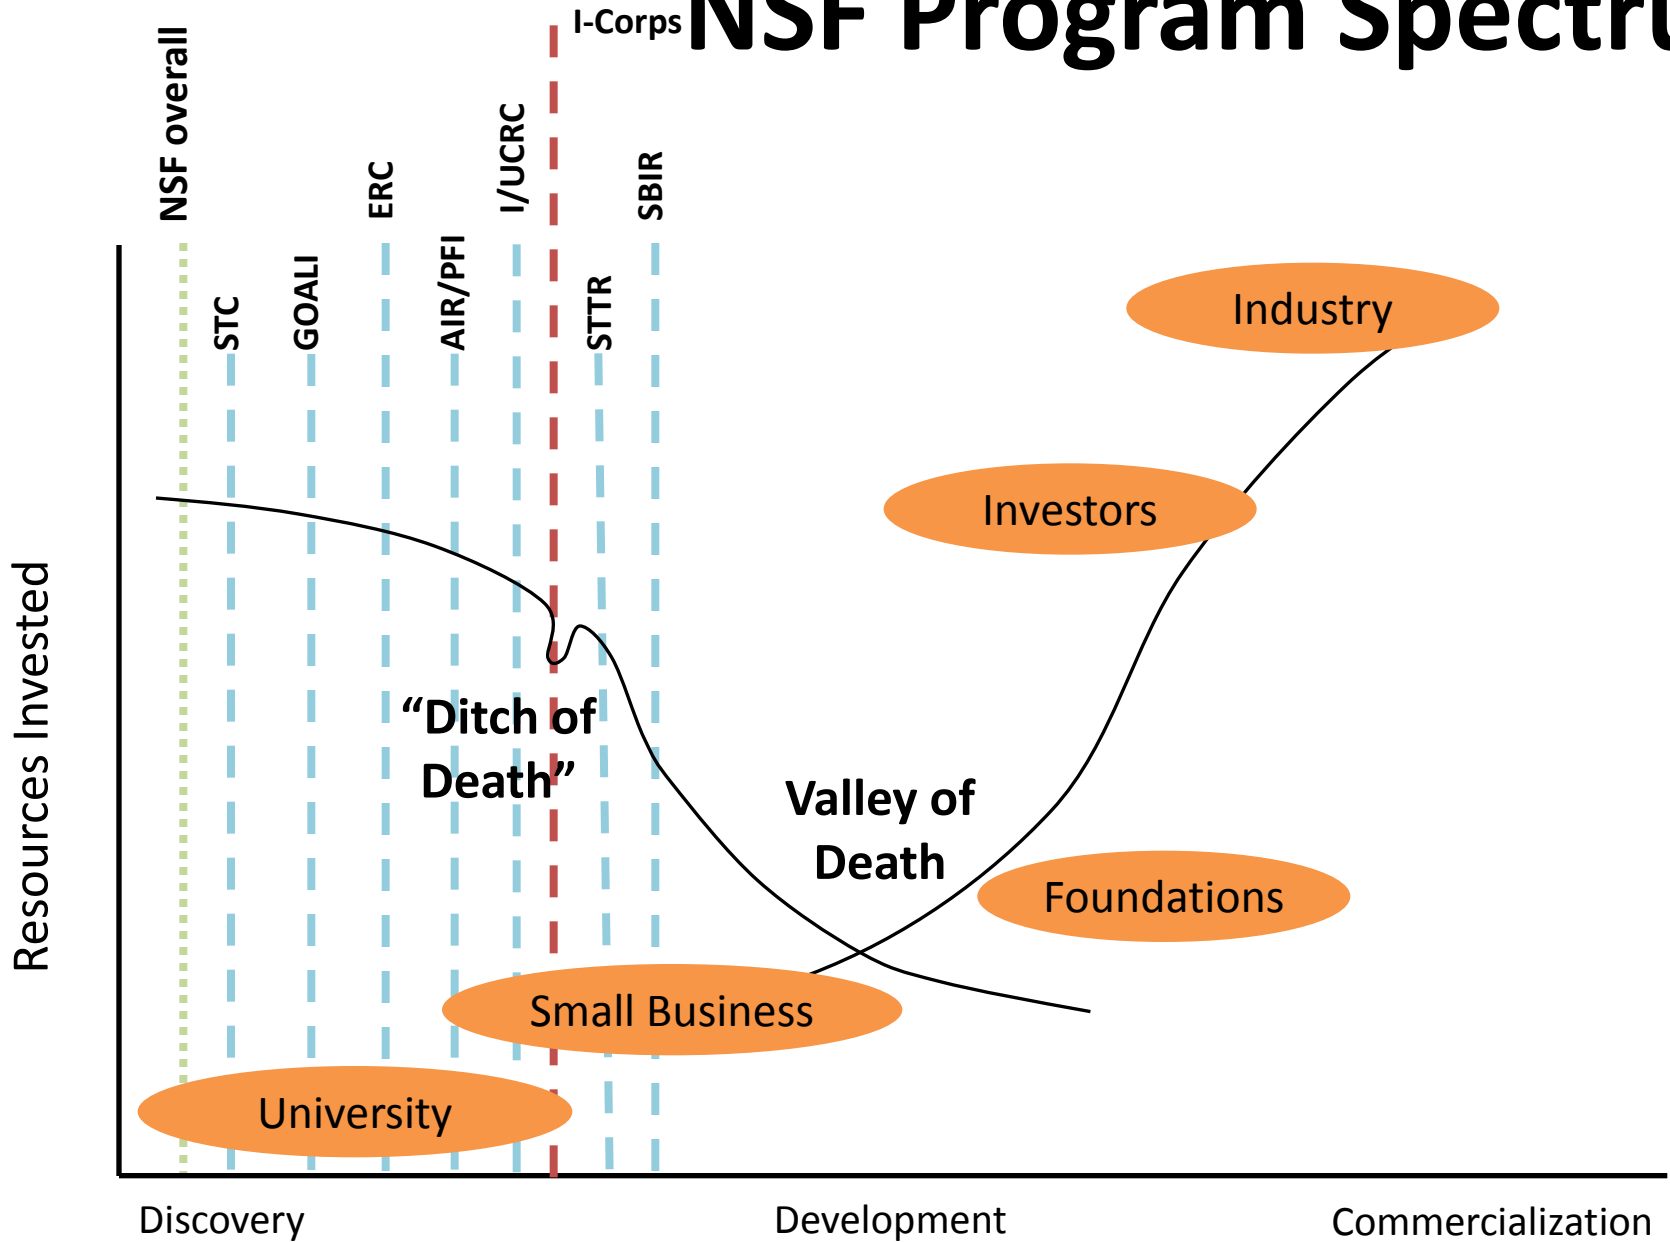 I-Corps
NSF Program
NSF overall
STC
GOALI
ERC
AIR/PFI
I/UCRC
STTR
SBIR
Industry
Investors
“Ditch of
Death”
Valley of
Death
Foundations
Small Business
University
Resources Invested
Discovery
Development
Commercialization